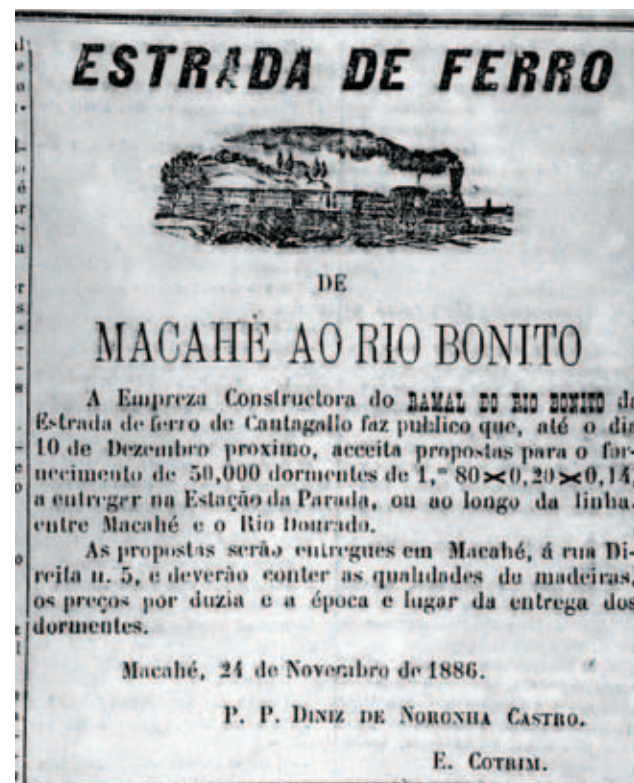 ESTRADA DE FERRO
DE
MACAHÉ AO RIO BONITO
A Empreza Constructora do RAMAL DO RIO BONITO da
Estrada de ferro de Cantagallo faz publico que, até o dia
10 de Dezembro proximo, acceita propostas para o for-
necimento de 50,000 dormentes de 1,m 80×0,20×0,14,
a entreger na Estação da Parada, ou ao longo da linha,
entre Macahé e o Rio Dourado.
As propostas serão entregues em Macahé, á rua Di-
reita n. 5, e deverão conter as qualidades de madeiras,
os preços por duzia e a época e lugar da entrega dos
dormentes.
Macahé, 24 de Novembro de 1886.
P. P. DINIZ DE NORONHA CASTRO.
E. COTRIM.